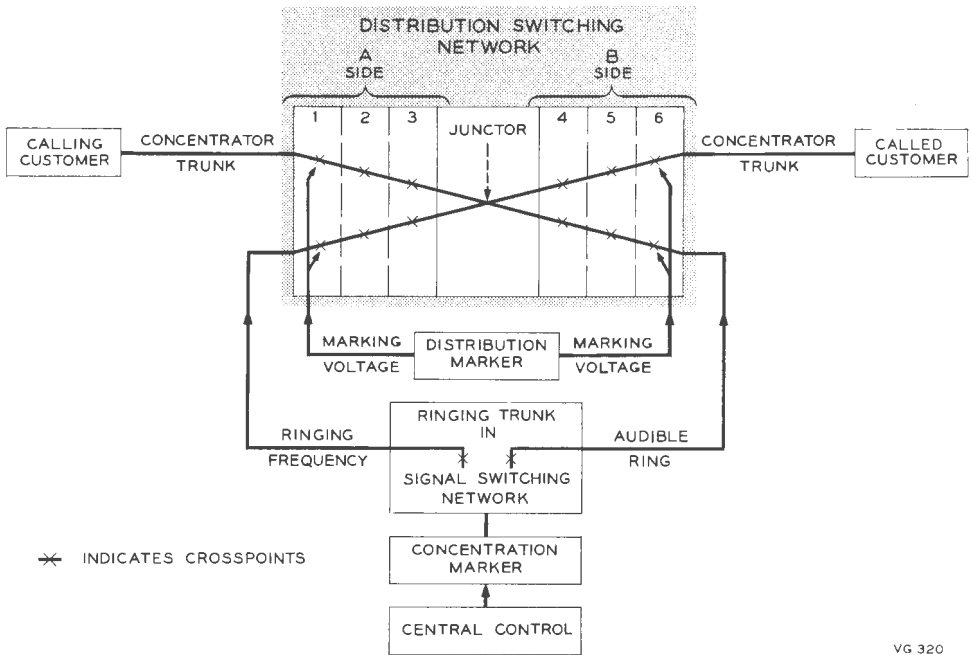 DISTRIBUTION SWITCHING
NETWORK
A
SIDE
B
SIDE
1 2 3 JUNCTOR 4 5 6
CALLING
CUSTOMER
CONCENTRATOR
TRUNK
CONCENTRATOR
TRUNK
CALLED
CUSTOMER
MARKING
VOLTAGE
DISTRIBUTION
MARKER
MARKING
VOLTAGE
RINGING
FREQUENCY
RINGING TRUNK
IN
SIGNAL SWITCHING
NETWORK
AUDIBLE
RING
INDICATES CROSSPOINTS
CONCENTRATION
MARKER
CENTRAL CONTROL
VG 320